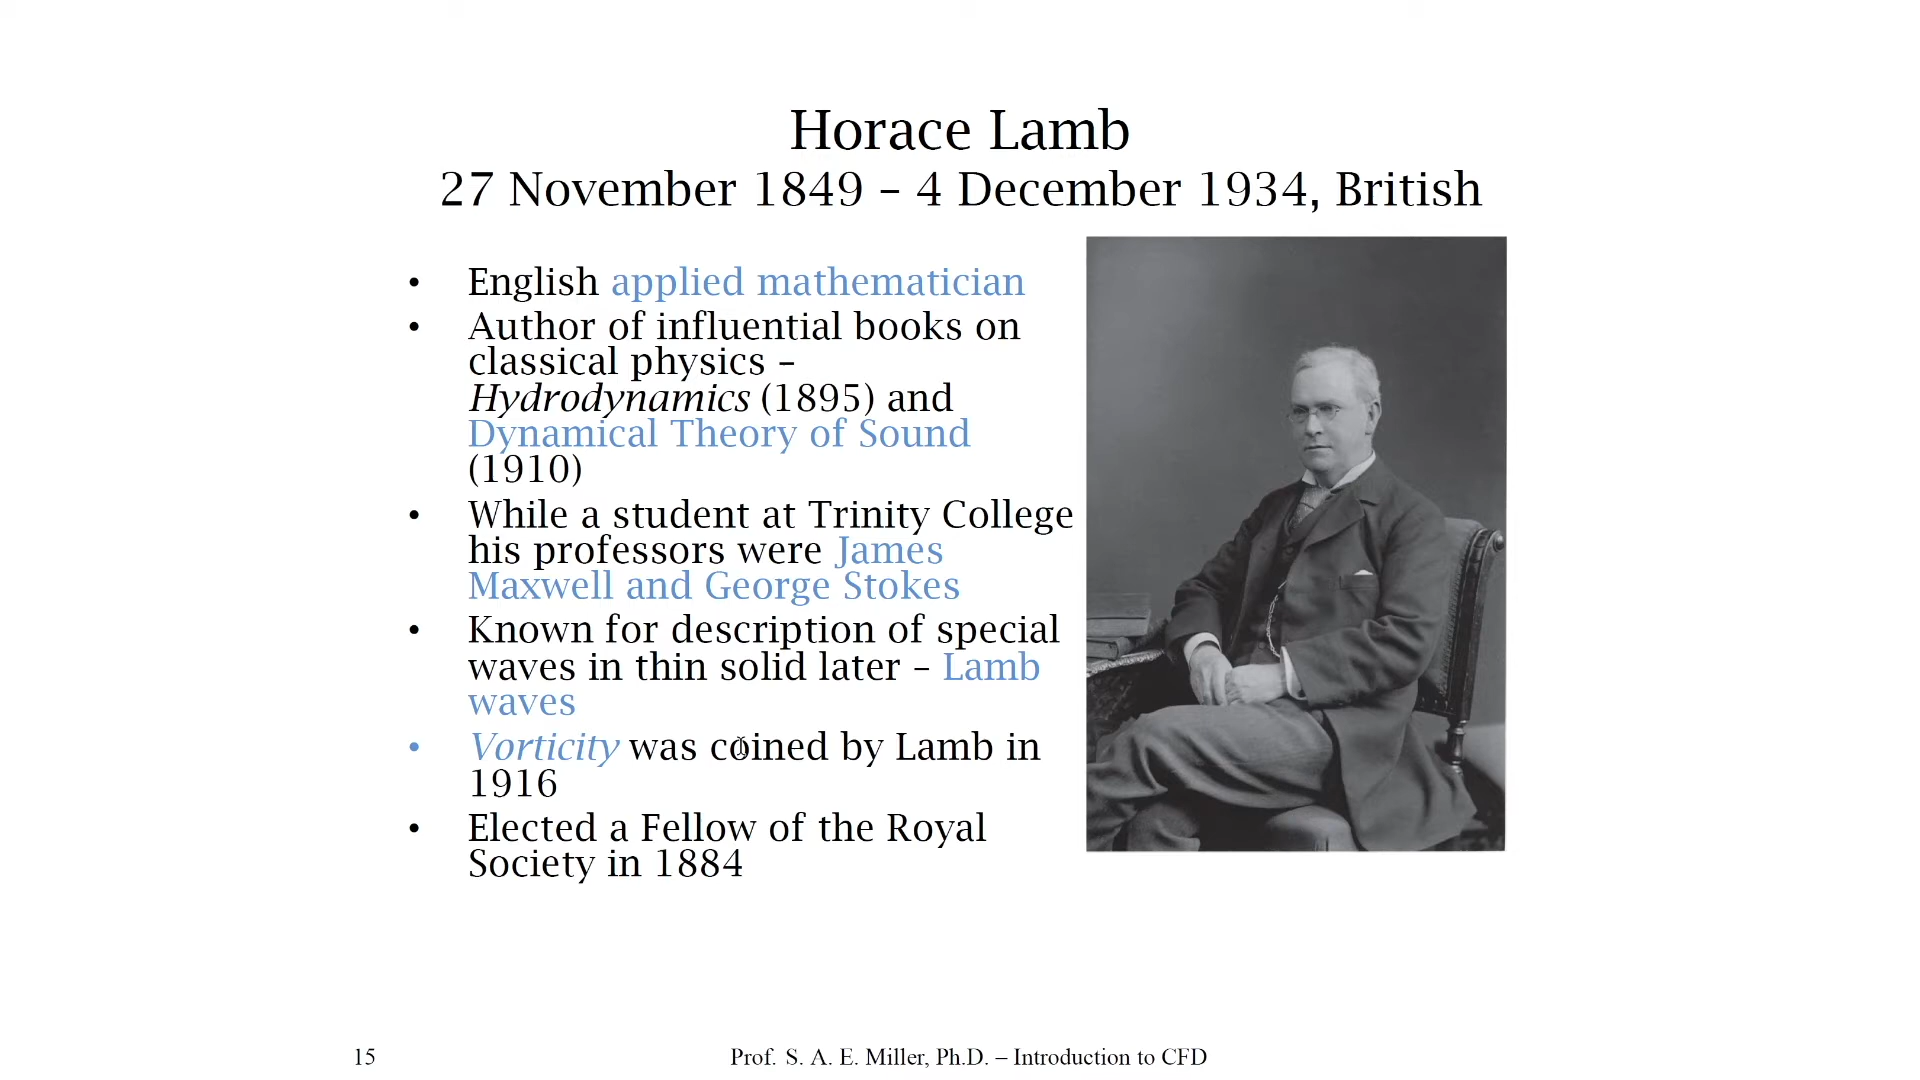 Horace Lamb
27 November 1849 – 4 December 1934, British
• English applied mathematician
• Author of influential books on
classical physics –
Hydrodynamics (1895) and
Dynamical Theory of Sound
(1910)
• While a student at Trinity College
his professors were James
Maxwell and George Stokes
• Known for description of special
waves in thin solid later – Lamb
waves
• Vorticity was coined by Lamb in
1916
• Elected a Fellow of the Royal
Society in 1884
15
Prof. S. A. E. Miller, Ph.D. – Introduction to CFD